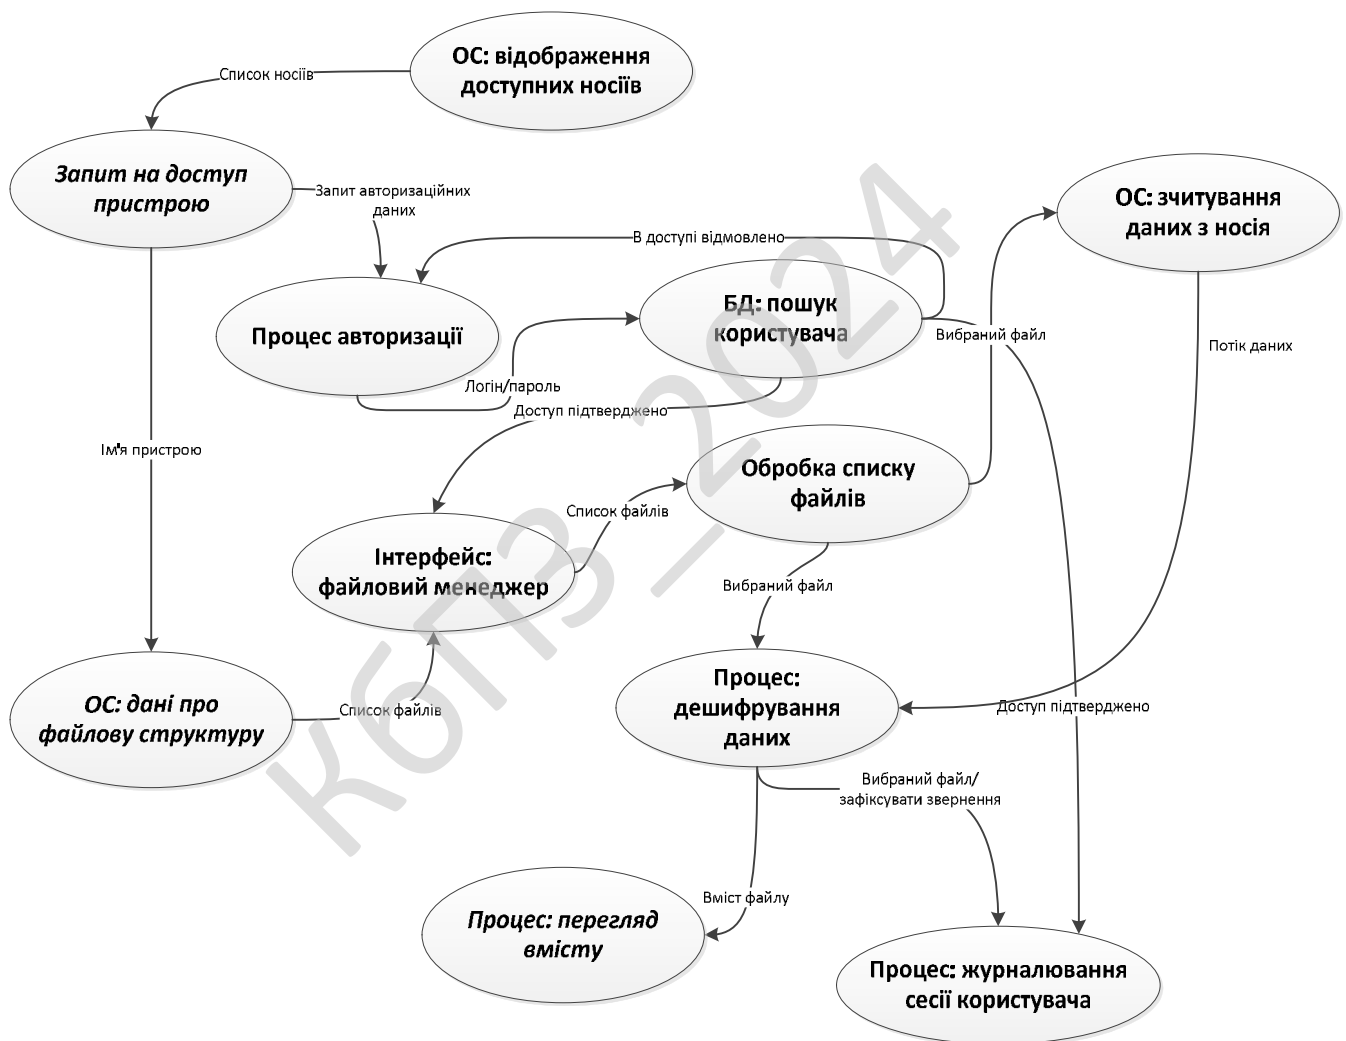 ОС: відображення
доступних носіїв
Список носіїв
Запит на доступ
пристрою
Запит авторизаційних
даних
ОС: зчитування
даних з носія
В доступі відмовлено
БД: пошук
користувача
Процес авторизації
Вибраний файл
Потік даних
Логін/пароль
Доступ підтверджено
Ім'я пристрою
Обробка списку
файлів
Список файлів
Інтерфейс:
файловий менеджер
Вибраний файл
Процес:
дешифрування
даних
ОС: дані про
файлову структуру
Список файлів
Доступ підтверджено
Вибраний файл/
зафіксувати звернення
Вміст файлу
Процес: перегляд
вмісту
Процес: журналювання
сесії користувача
КбПЗ_2024